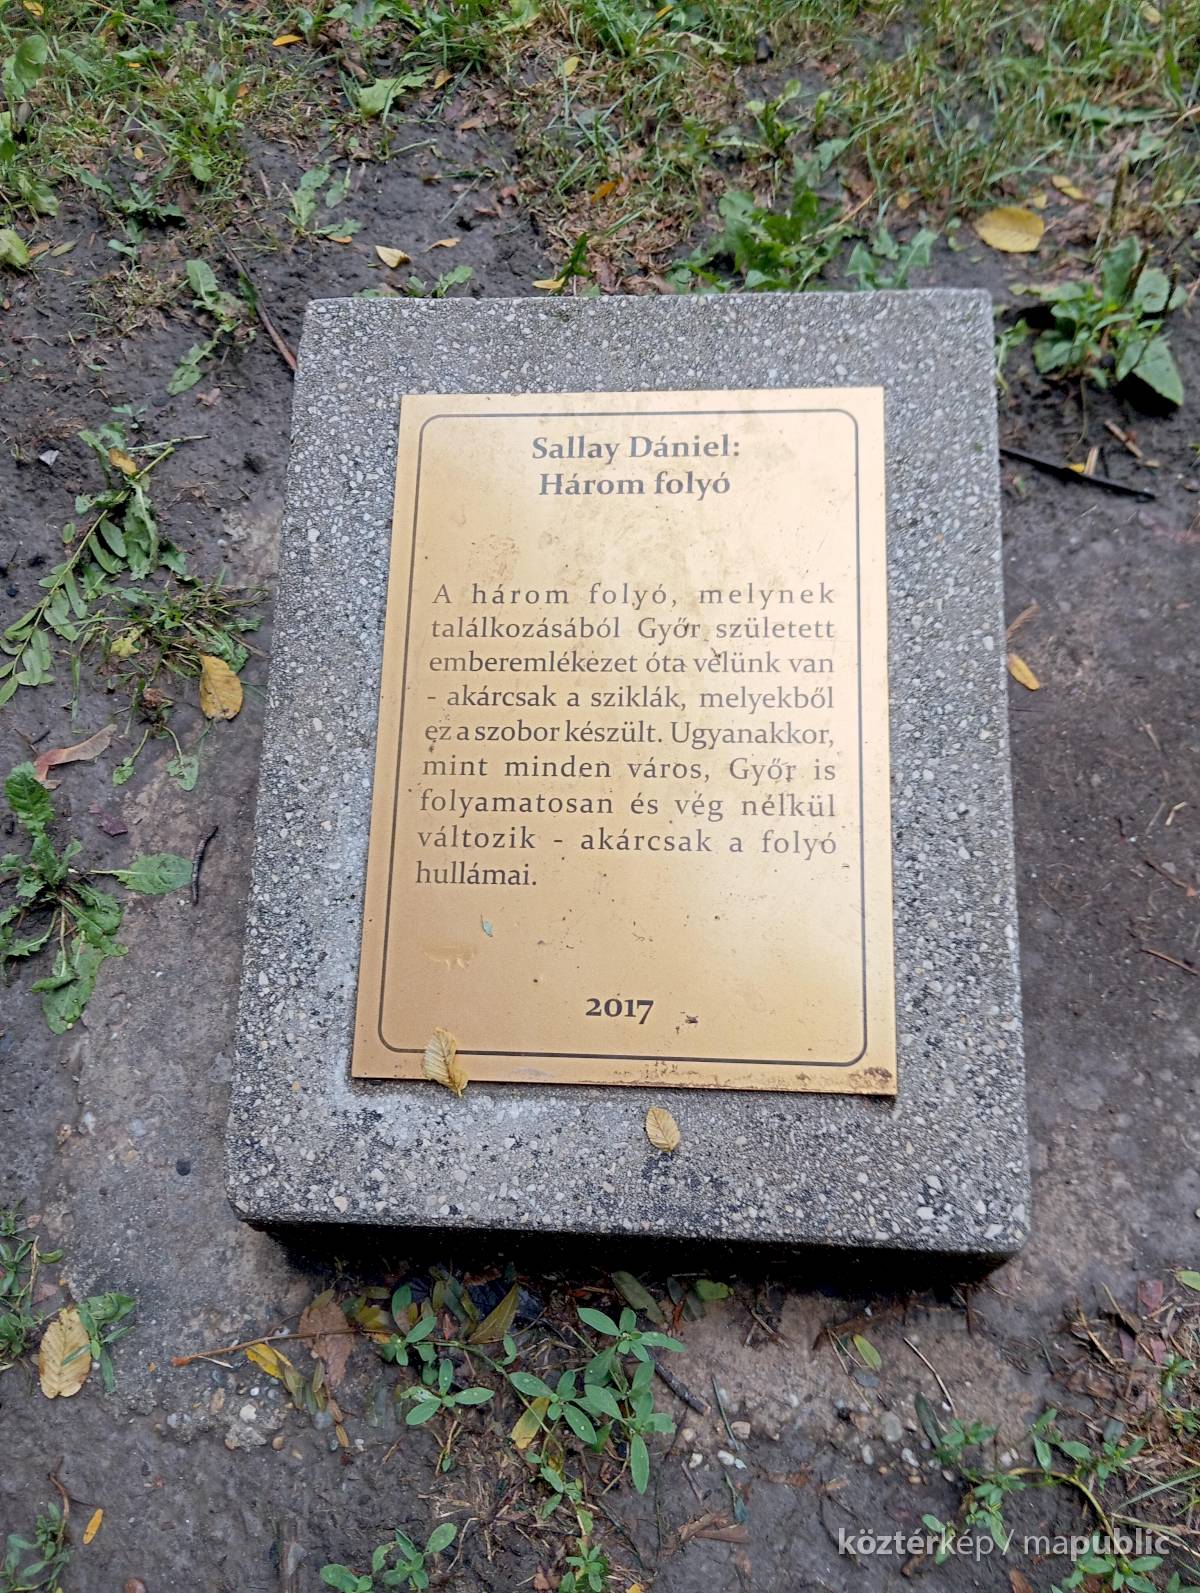 Sallay Dániel:
Három folyó
A három folyó, melynek
találkozásából Győr született
emberemlékezet óta velünk van
- akárcsak a sziklák, melyekből
ez a szobor készült. Ugyanakkor,
mint minden város, Győr is
folyamatosan és vég nélkül
változik - akárcsak a folyó
hullámai.
2017
köztérkép / mapublic